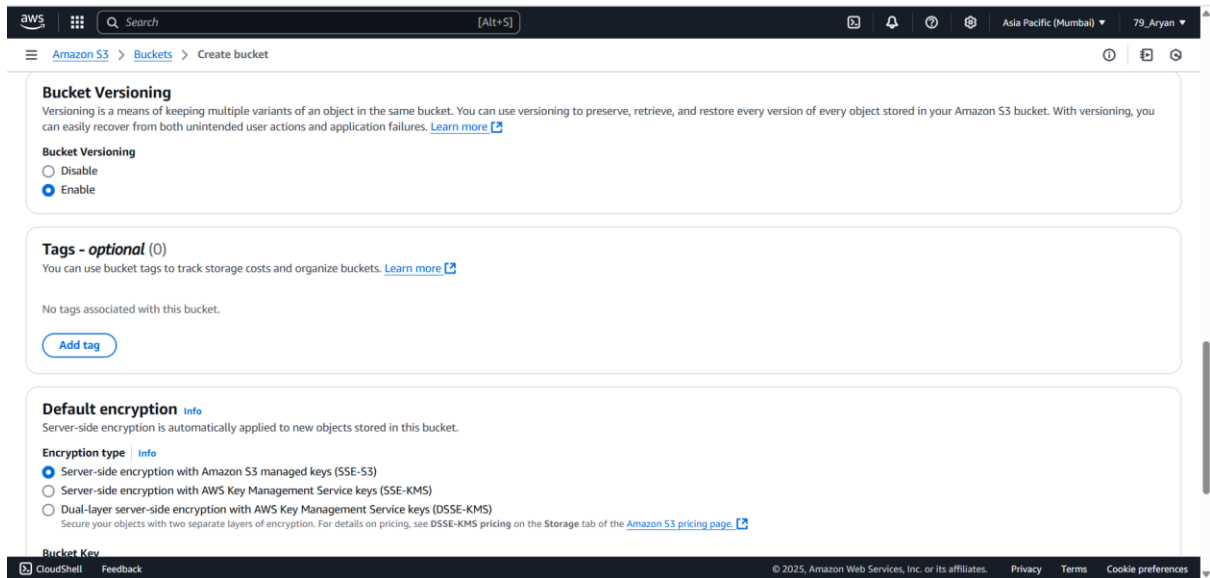 aws
Search [Alt+S] Asia Pacific (Mumbai) 79_Aryan
Amazon S3 > Buckets > Create bucket
Bucket Versioning
Versioning is a means of keeping multiple variants of an object in the same bucket. You can use versioning to preserve, retrieve, and restore every version of every object stored in your Amazon S3 bucket. With versioning, you
can easily recover from both unintended user actions and application failures. Learn more
Bucket Versioning
Disable
Enable
Tags - optional (0)
You can use bucket tags to track storage costs and organize buckets. Learn more
No tags associated with this bucket.
Add tag
Default encryption Info
Server-side encryption is automatically applied to new objects stored in this bucket.
Encryption type Info
Server-side encryption with Amazon S3 managed keys (SSE-S3)
Server-side encryption with AWS Key Management Service keys (SSE-KMS)
Dual-layer server-side encryption with AWS Key Management Service keys (DSSE-KMS)
Secure your objects with two separate layers of encryption. For details on pricing, see DSSE-KMS pricing on the Storage tab of the Amazon S3 pricing page.
Bucket Key
CloudShell Feedback © 2025, Amazon Web Services, Inc. or its affiliates. Privacy Terms Cookie preferences